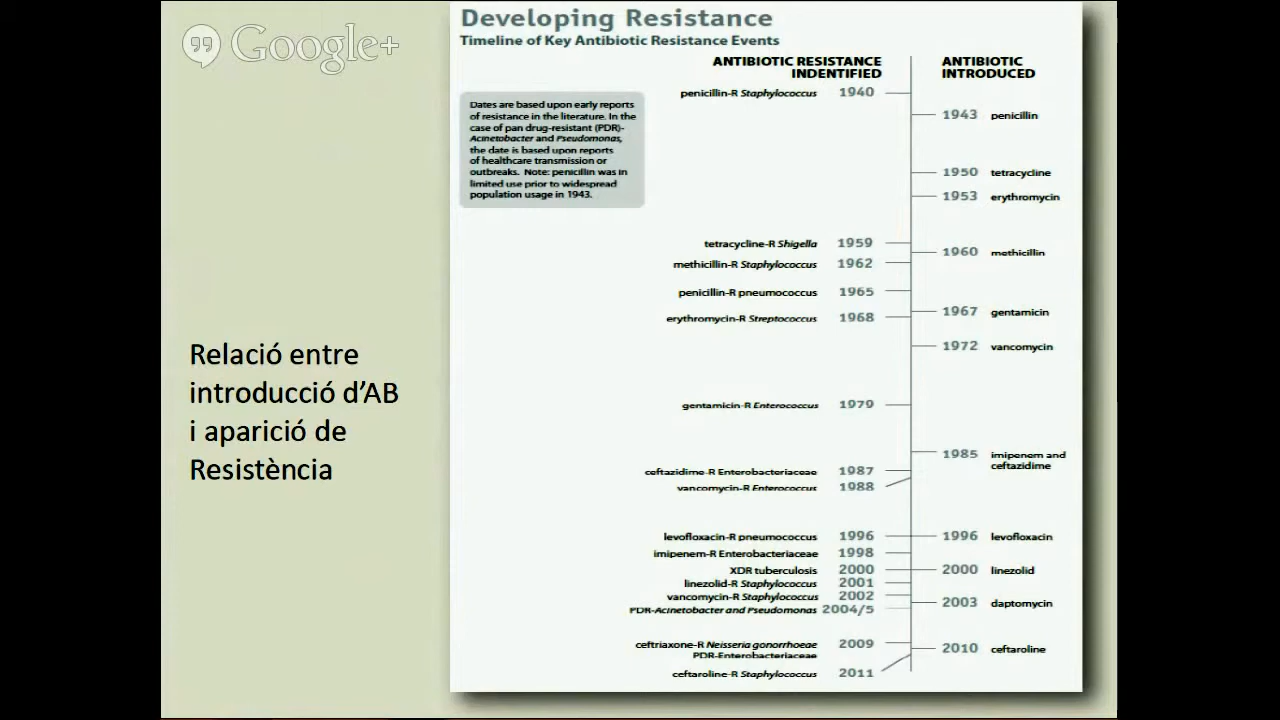 Google+
Developing Resistance
Timeline of Key Antibiotic Resistance Events
ANTIBIOTIC RESISTANCE
INDENTIFIED
ANTIBIOTIC
INTRODUCED
Dates are based upon early reports
of resistance in the literature. In the
case of pan drug-resistant (PDR)-
Acinetobacter and Pseudomonas,
the date is based upon reports
of healthcare transmission or
outbreaks. Note: penicillin was in
limited use prior to widespread
population usage in 1943.
penicillin-R Staphylococcus 1940
1943 penicillin
1950 tetracycline
1953 erythromycin
tetracycline-R Shigella 1959
1960 methicillin
methicillin-R Staphylococcus 1962
penicillin-R pneumococcus 1965
1967 gentamicin
erythromycin-R Streptococcus 1968
1972 vancomycin
gentamicin-R Enterococcus 1979
1985 imipenem and
ceftazidime
ceftazidime-R Enterobacteriaceae 1987
vancomycin-R Enterococcus 1988
levofloxacin-R pneumococcus 1996
1996 levofloxacin
imipenem-R Enterobacteriaceae 1998
XDR tuberculosis 2000
2000 linezolid
linezolid-R Staphylococcus 2001
vancomycin-R Staphylococcus 2002
2003 daptomycin
PDR-Acinetobacter and Pseudomonas 2004/5
ceftriaxone-R Neisseria gonorrhoeae 2009
PDR-Enterobacteriaceae
2010 ceftaroline
ceftaroline-R Staphylococcus 2011
Relació entre
introducció d'AB
i aparició de
Resistència